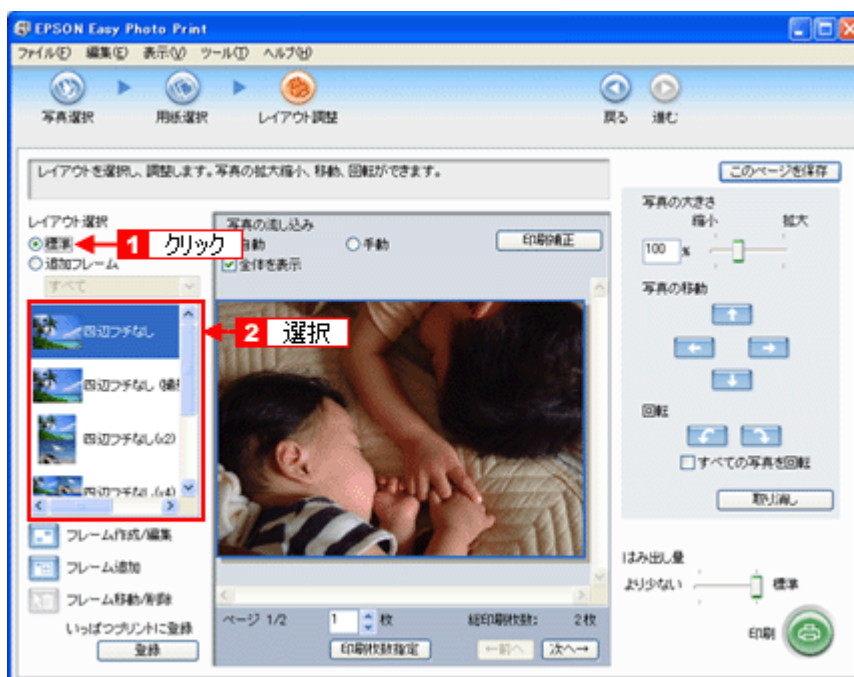 EPSON Easy Photo Print
ファイル(F) 編集(E) 表示(V) ツール(T) ヘルプ(H)
写真選択 用紙選択 レイアウト調整 戻る 進む
レイアウトを選択し、調整します。写真の拡大縮小、移動、回転ができます。
このページを保存
レイアウト選択
標準
1 クリック
追加フレーム
すべて
四辺フチなし
2 選択
四辺フチなし
四辺フチなし(x2)
四辺フチなし(x4)
フレーム作成/編集
フレーム追加
フレーム移動/削除
いっぱつプリントに登録
登録
写真の流し込み
自動 手動 印刷補正
全体を表示
ページ 1/2 1 枚 総印刷枚数: 2枚
印刷枚数指定 ←前へ 次へ→
写真の大きさ
縮小 拡大
100 %
写真の移動
回転
すべての写真を回転
取り消し
はみ出し量
より少ない 標準
印刷